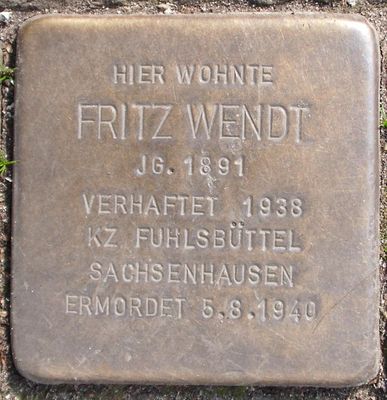 HIER WOHNTE
FRITZ WENDT
JG. 1891
VERHAFTET 1938
KZ FUHLSBÜTTEL
SACHSENHAUSEN
ERMORDET 5.8.1940